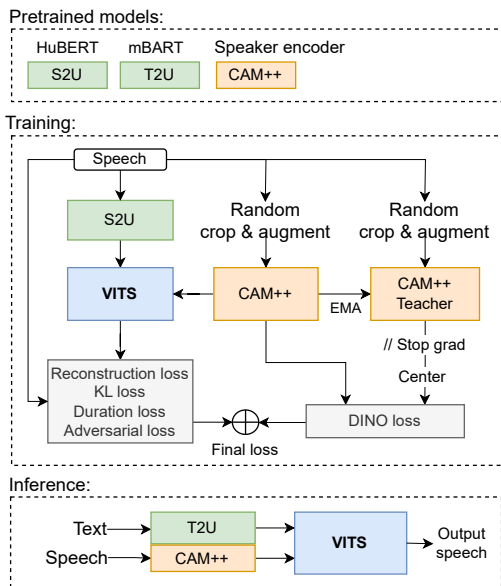 Pretrained models:
HuBERT
mBART
Speaker encoder
S2U
T2U
CAM++
Training:
Speech
S2U
Random
crop & augment
Random
crop & augment
VITS
CAM++
EMA
CAM++
Teacher
// Stop grad
Center
Reconstruction loss
KL loss
Duration loss
Adversarial loss
Final loss
DINO loss
Inference:
Text
T2U
Speech
CAM++
VITS
Output
speech